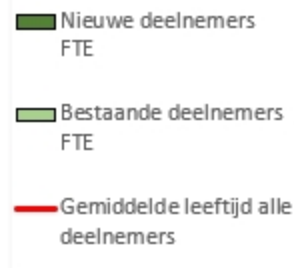 Nieuwe deelnemers
FTE
Bestaande deelnemers
FTE
Gemiddelde leeftijd alle
deelnemers